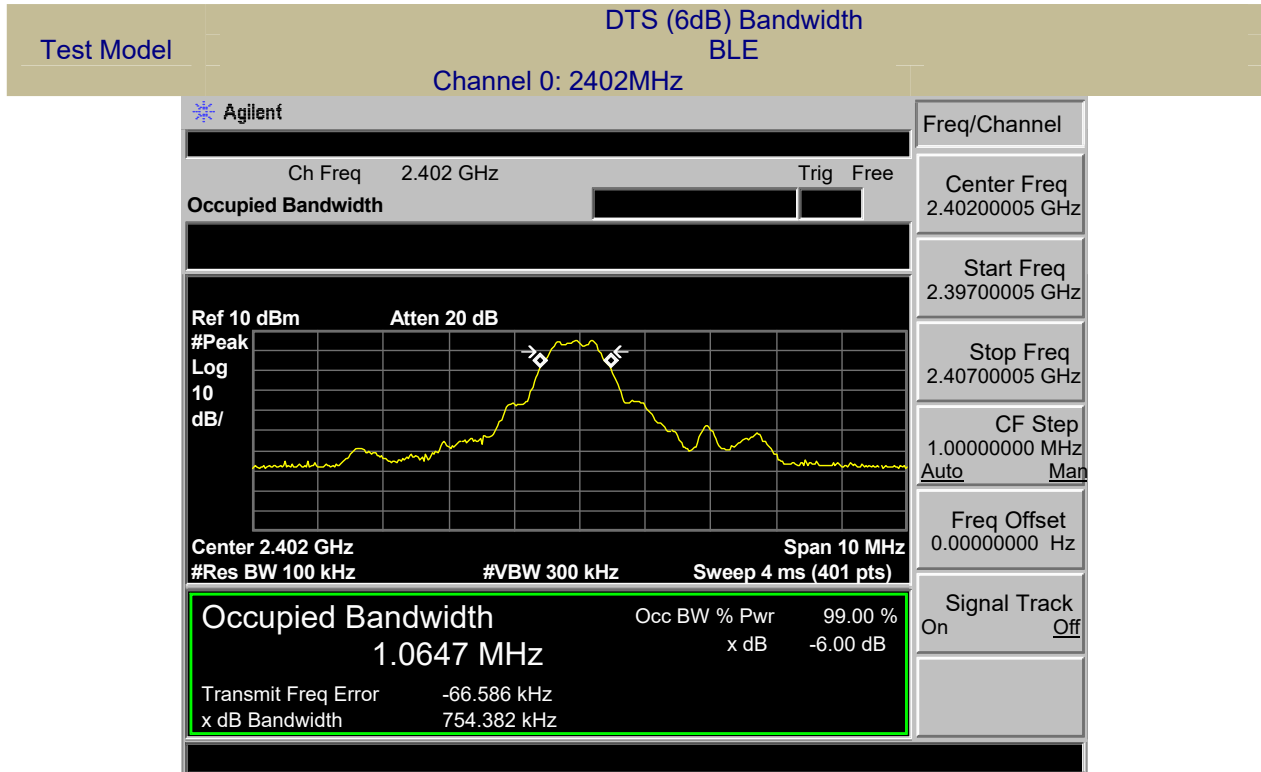 DTS (6dB) Bandwidth
Test Model
BLE
Channel 0: 2402MHz
Agilent
Freq/Channel
Ch Freq 2.402 GHz Trig Free
Occupied Bandwidth
Center Freq
2.40200005 GHz
Start Freq
2.39700005 GHz
Stop Freq
2.40700005 GHz
CF Step
1.00000000 MHz
Auto Man
Freq Offset
0.00000000 Hz
Signal Track
On Off
Ref 10 dBm Atten 20 dB
#Peak
Log
10
dB/
Center 2.402 GHz Span 10 MHz
#Res BW 100 kHz #VBW 300 kHz Sweep 4 ms (401 pts)
Occupied Bandwidth Occ BW % Pwr 99.00 %
1.0647 MHz x dB -6.00 dB
Transmit Freq Error -66.586 kHz
x dB Bandwidth 754.382 kHz